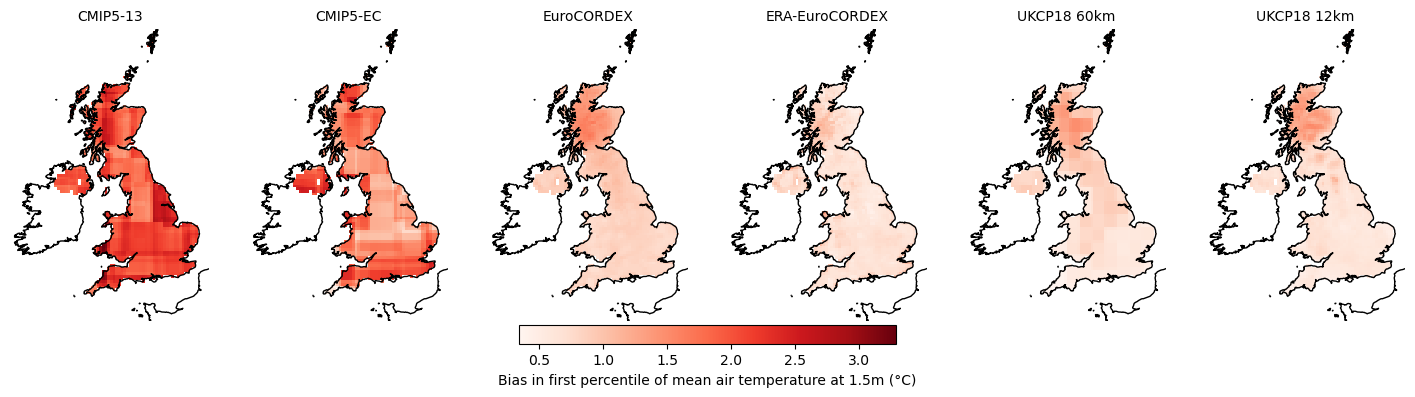 CMIP5-13
CMIP5-EC
EuroCORDEX
ERA-EuroCORDEX
UKCP18 60km
UKCP18 12km
0.5 1.0 1.5 2.0 2.5 3.0
Bias in first percentile of mean air temperature at 1.5m (°C)